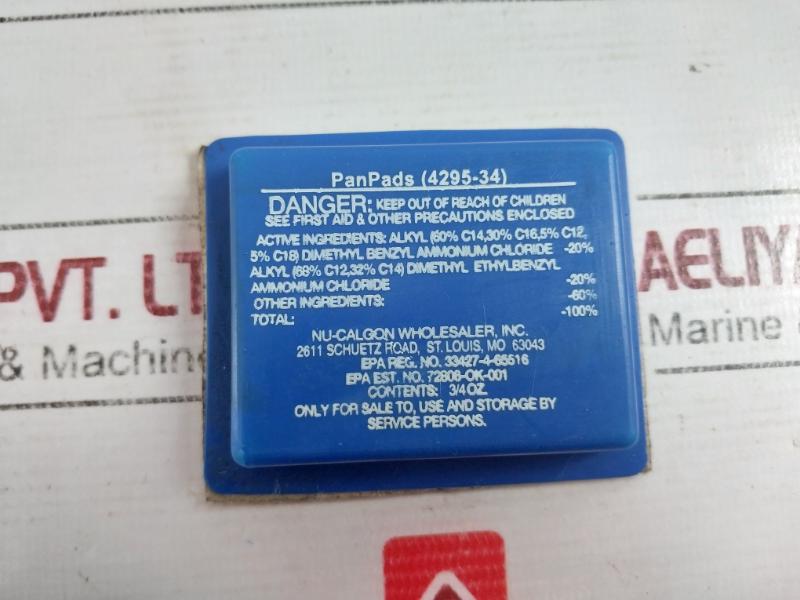 PanPads (4295-34)
DANGER: KEEP OUT OF REACH OF CHILDREN
SEE FIRST AID & OTHER PRECAUTIONS ENCLOSED
ACTIVE INGREDIENTS: ALKYL (60% C14,30% C16,5% C12,
5% C18) DIMETHYL BENZYL AMMONIUM CHLORIDE -20%
ALKYL (68% C12,32% C14) DIMETHYL ETHYLBENZYL
AMMONIUM CHLORIDE -20%
OTHER INGREDIENTS: -60%
TOTAL: -100%
NU-CALGON WHOLESALER, INC.
2611 SCHUETZ ROAD, ST. LOUIS, MO 63043
EPA REG. NO. 33427-4-65516
EPA EST. NO. 72808-OK-001
CONTENTS: 3/4 OZ.
ONLY FOR SALE TO, USE AND STORAGE BY
SERVICE PERSONS.
PVT. LT
AELIYA
& Machine
Marine